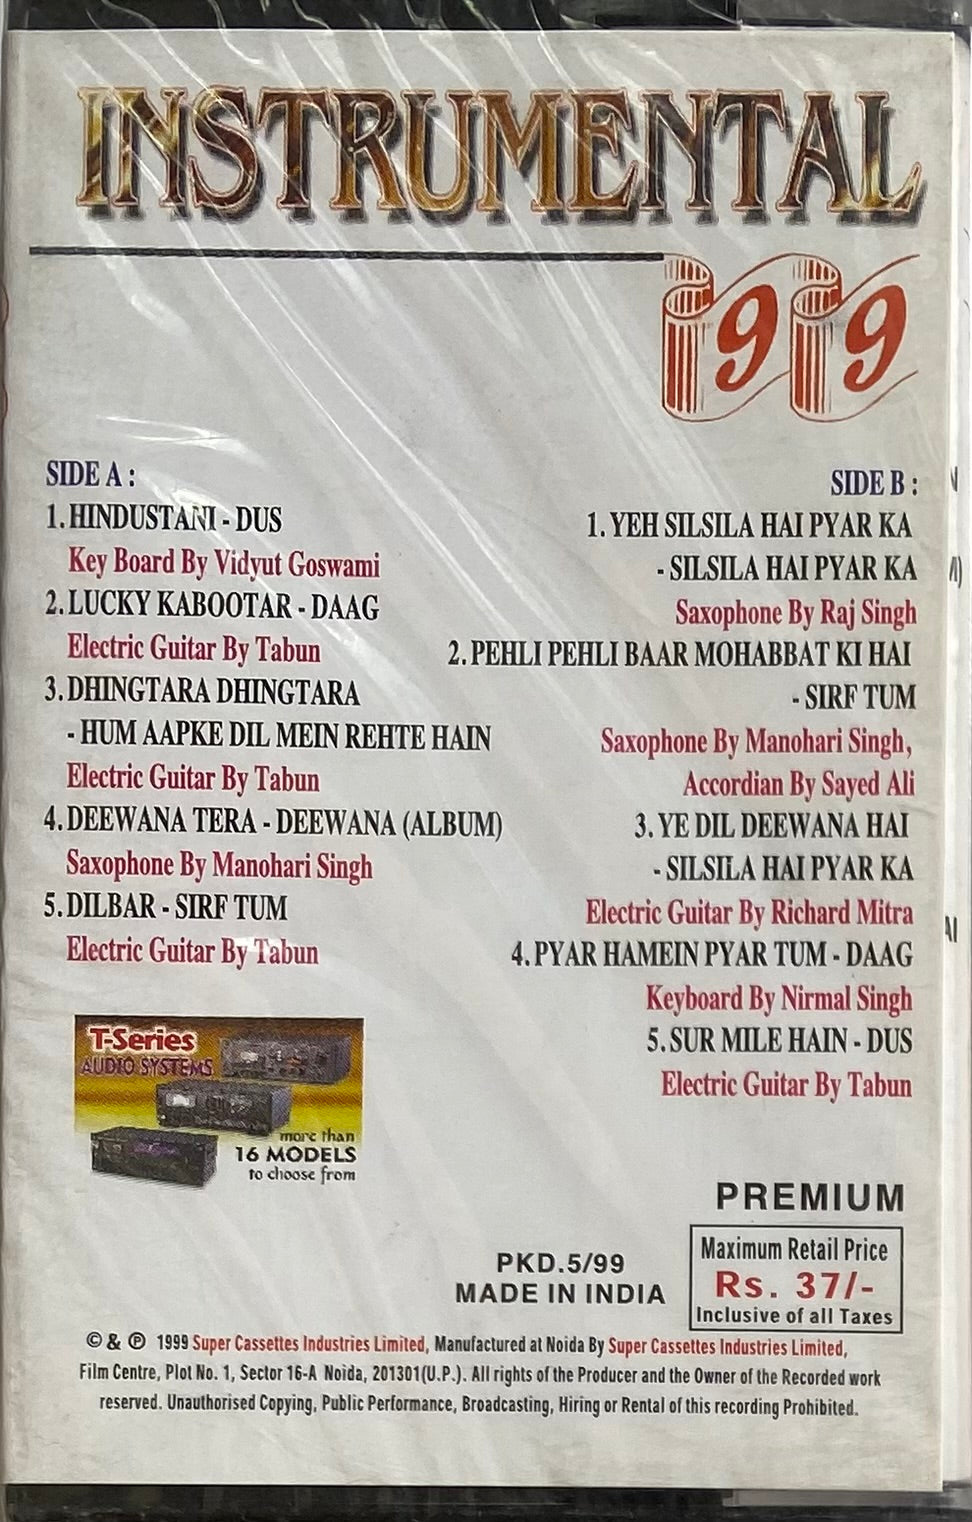 INSTRUMENTAL
1919
SIDE A :
1. HINDUSTANI - DUS
Key Board By Vidyut Goswami
2. LUCKY KABOOTAR - DAAG
Electric Guitar By Tabun
3. DHINGTARA DHINGTARA
- HUM AAPKE DIL MEIN REHTE HAIN
Electric Guitar By Tabun
4. DEEWANA TERA - DEEWANA (ALBUM)
Saxophone By Manohari Singh
5. DILBAR - SIRF TUM
Electric Guitar By Tabun
SIDE B :
1. YEH SILSILA HAI PYAR KA
- SILSILA HAI PYAR KA
Saxophone By Raj Singh
2. PEHLI PEHLI BAAR MOHABBAT KI HAI
- SIRF TUM
Saxophone By Manohari Singh,
Accordian By Sayed Ali
3. YE DIL DEEWANA HAI
- SILSILA HAI PYAR KA
Electric Guitar By Richard Mitra
4. PYAR HAMEIN PYAR TUM - DAAG
Keyboard By Nirmal Singh
5. SUR MILE HAIN - DUS
Electric Guitar By Tabun
T-Series
AUDIO SYSTEMS
more than
16 MODELS
to choose from
PREMIUM
PKD.5/99
MADE IN INDIA
Maximum Retail Price
Rs. 37/-
Inclusive of all Taxes
© & ℗ 1999 Super Cassettes Industries Limited, Manufactured at Noida By Super Cassettes Industries Limited,
Film Centre, Plot No. 1, Sector 16-A Noida, 201301(U.P.). All rights of the Producer and the Owner of the Recorded work
reserved. Unauthorised Copying, Public Performance, Broadcasting, Hiring or Rental of this recording Prohibited.